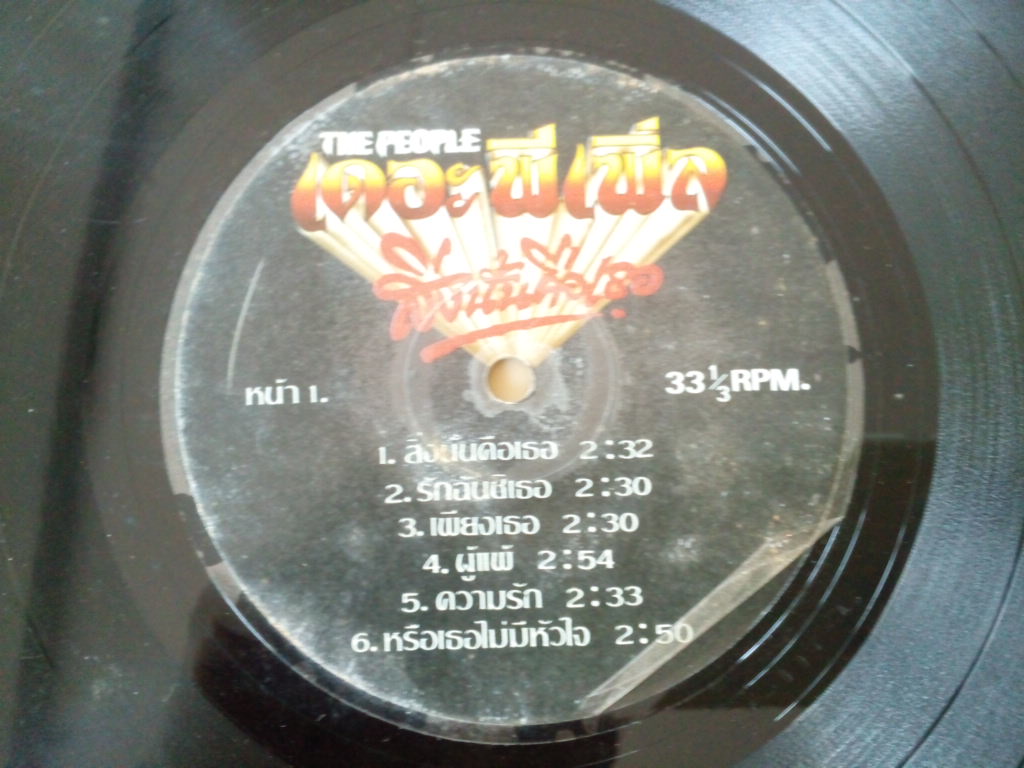 THE PEOPLE
เดอะพีเพิ่ล
สิ่งนั้นคือเธอ
หน้า 1.
33 1/3 RPM.
1. สิ่งนั้นคือเธอ 2:32
2. รักฉันซิเธอ 2:30
3. เพียงเธอ 2:30
4. ผู้แพ้ 2:54
5. ความรัก 2:33
6. หรือเธอไม่มีหัวใจ 2:50